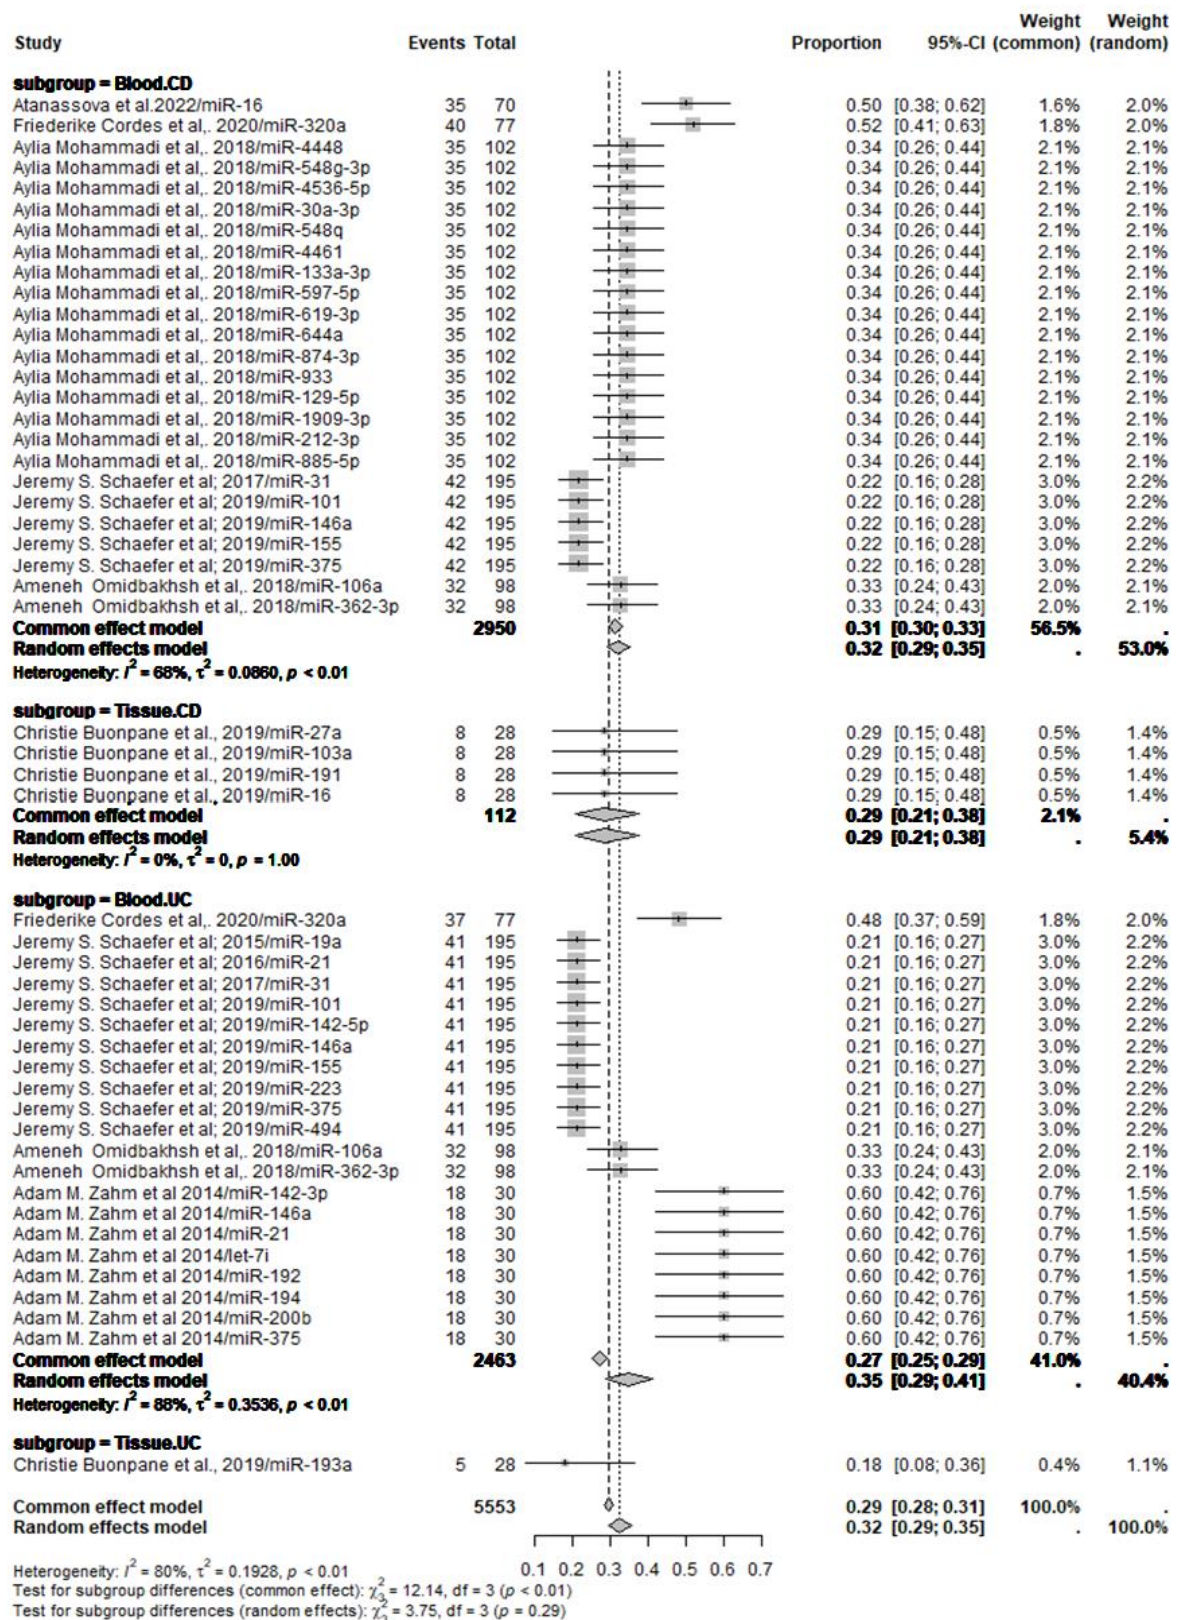 Weight Weight
Study Events Total Proportion 95%-CI (common) (random)
subgroup = Blood.CD
Atanassova et al.2022/miR-16 35 70 0.50 [0.38; 0.62] 1.6% 2.0%
Friederike Cordes et al,. 2020/miR-320a 40 77 0.52 [0.41; 0.63] 1.8% 2.0%
Aylia Mohammadi et al,. 2018/miR-4448 35 102 0.34 [0.26; 0.44] 2.1% 2.1%
Aylia Mohammadi et al,. 2018/miR-548g-3p 35 102 0.34 [0.26; 0.44] 2.1% 2.1%
Aylia Mohammadi et al,. 2018/miR-4536-5p 35 102 0.34 [0.26; 0.44] 2.1% 2.1%
Aylia Mohammadi et al,. 2018/miR-30a-3p 35 102 0.34 [0.26; 0.44] 2.1% 2.1%
Aylia Mohammadi et al,. 2018/miR-548q 35 102 0.34 [0.26; 0.44] 2.1% 2.1%
Aylia Mohammadi et al,. 2018/miR-4461 35 102 0.34 [0.26; 0.44] 2.1% 2.1%
Aylia Mohammadi et al,. 2018/miR-133a-3p 35 102 0.34 [0.26; 0.44] 2.1% 2.1%
Aylia Mohammadi et al,. 2018/miR-597-5p 35 102 0.34 [0.26; 0.44] 2.1% 2.1%
Aylia Mohammadi et al,. 2018/miR-619-3p 35 102 0.34 [0.26; 0.44] 2.1% 2.1%
Aylia Mohammadi et al,. 2018/miR-644a 35 102 0.34 [0.26; 0.44] 2.1% 2.1%
Aylia Mohammadi et al,. 2018/miR-874-3p 35 102 0.34 [0.26; 0.44] 2.1% 2.1%
Aylia Mohammadi et al,. 2018/miR-933 35 102 0.34 [0.26; 0.44] 2.1% 2.1%
Aylia Mohammadi et al,. 2018/miR-129-5p 35 102 0.34 [0.26; 0.44] 2.1% 2.1%
Aylia Mohammadi et al,. 2018/miR-1909-3p 35 102 0.34 [0.26; 0.44] 2.1% 2.1%
Aylia Mohammadi et al,. 2018/miR-212-3p 35 102 0.34 [0.26; 0.44] 2.1% 2.1%
Aylia Mohammadi et al,. 2018/miR-885-5p 35 102 0.34 [0.26; 0.44] 2.1% 2.1%
Jeremy S. Schaefer et al; 2017/miR-31 42 195 0.22 [0.16; 0.28] 3.0% 2.2%
Jeremy S. Schaefer et al; 2019/miR-101 42 195 0.22 [0.16; 0.28] 3.0% 2.2%
Jeremy S. Schaefer et al; 2019/miR-146a 42 195 0.22 [0.16; 0.28] 3.0% 2.2%
Jeremy S. Schaefer et al; 2019/miR-155 42 195 0.22 [0.16; 0.28] 3.0% 2.2%
Jeremy S. Schaefer et al; 2019/miR-375 42 195 0.22 [0.16; 0.28] 3.0% 2.2%
Ameneh Omidbakhsh et al,. 2018/miR-106a 32 98 0.33 [0.24; 0.43] 2.0% 2.1%
Ameneh Omidbakhsh et al,. 2018/miR-362-3p 32 98 0.33 [0.24; 0.43] 2.0% 2.1%
Common effect model 2950 0.31 [0.30; 0.33] 56.5% .
Random effects model 0.32 [0.29; 0.35] . 53.0%
Heterogeneity: I² = 68%, τ² = 0.0860, p < 0.01
subgroup = Tissue.CD
Christie Buonpane et al., 2019/miR-27a 8 28 0.29 [0.15; 0.48] 0.5% 1.4%
Christie Buonpane et al., 2019/miR-103a 8 28 0.29 [0.15; 0.48] 0.5% 1.4%
Christie Buonpane et al., 2019/miR-191 8 28 0.29 [0.15; 0.48] 0.5% 1.4%
Christie Buonpane et al., 2019/miR-16 8 28 0.29 [0.15; 0.48] 0.5% 1.4%
Common effect model 112 0.29 [0.21; 0.38] 2.1% .
Random effects model 0.29 [0.21; 0.38] . 5.4%
Heterogeneity: I² = 0%, τ² = 0, p = 1.00
subgroup = Blood.UC
Friederike Cordes et al,. 2020/miR-320a 37 77 0.48 [0.37; 0.59] 1.8% 2.0%
Jeremy S. Schaefer et al; 2015/miR-19a 41 195 0.21 [0.16; 0.27] 3.0% 2.2%
Jeremy S. Schaefer et al; 2016/miR-21 41 195 0.21 [0.16; 0.27] 3.0% 2.2%
Jeremy S. Schaefer et al; 2017/miR-31 41 195 0.21 [0.16; 0.27] 3.0% 2.2%
Jeremy S. Schaefer et al; 2019/miR-101 41 195 0.21 [0.16; 0.27] 3.0% 2.2%
Jeremy S. Schaefer et al; 2019/miR-142-5p 41 195 0.21 [0.16; 0.27] 3.0% 2.2%
Jeremy S. Schaefer et al; 2019/miR-146a 41 195 0.21 [0.16; 0.27] 3.0% 2.2%
Jeremy S. Schaefer et al; 2019/miR-155 41 195 0.21 [0.16; 0.27] 3.0% 2.2%
Jeremy S. Schaefer et al; 2019/miR-223 41 195 0.21 [0.16; 0.27] 3.0% 2.2%
Jeremy S. Schaefer et al; 2019/miR-375 41 195 0.21 [0.16; 0.27] 3.0% 2.2%
Jeremy S. Schaefer et al; 2019/miR-494 41 195 0.21 [0.16; 0.27] 3.0% 2.2%
Ameneh Omidbakhsh et al,. 2018/miR-106a 32 98 0.33 [0.24; 0.43] 2.0% 2.1%
Ameneh Omidbakhsh et al,. 2018/miR-362-3p 32 98 0.33 [0.24; 0.43] 2.0% 2.1%
Adam M. Zahm et al 2014/miR-142-3p 18 30 0.60 [0.42; 0.76] 0.7% 1.5%
Adam M. Zahm et al 2014/miR-146a 18 30 0.60 [0.42; 0.76] 0.7% 1.5%
Adam M. Zahm et al 2014/miR-21 18 30 0.60 [0.42; 0.76] 0.7% 1.5%
Adam M. Zahm et al 2014/let-7i 18 30 0.60 [0.42; 0.76] 0.7% 1.5%
Adam M. Zahm et al 2014/miR-192 18 30 0.60 [0.42; 0.76] 0.7% 1.5%
Adam M. Zahm et al 2014/miR-194 18 30 0.60 [0.42; 0.76] 0.7% 1.5%
Adam M. Zahm et al 2014/miR-200b 18 30 0.60 [0.42; 0.76] 0.7% 1.5%
Adam M. Zahm et al 2014/miR-375 18 30 0.60 [0.42; 0.76] 0.7% 1.5%
Common effect model 2463 0.27 [0.25; 0.29] 41.0% .
Random effects model 0.35 [0.29; 0.41] . 40.4%
Heterogeneity: I² = 88%, τ² = 0.3536, p < 0.01
subgroup = Tissue.UC
Christie Buonpane et al., 2019/miR-193a 5 28 0.18 [0.08; 0.36] 0.4% 1.1%
Common effect model 5553 0.29 [0.28; 0.31] 100.0% .
Random effects model 0.32 [0.29; 0.35] . 100.0%
0.1 0.2 0.3 0.4 0.5 0.6 0.7
Heterogeneity: I² = 80%, τ² = 0.1928, p < 0.01
Test for subgroup differences (common effect): χ²₃ = 12.14, df = 3 (p < 0.01)
Test for subgroup differences (random effects): χ²₃ = 3.75, df = 3 (p = 0.29)